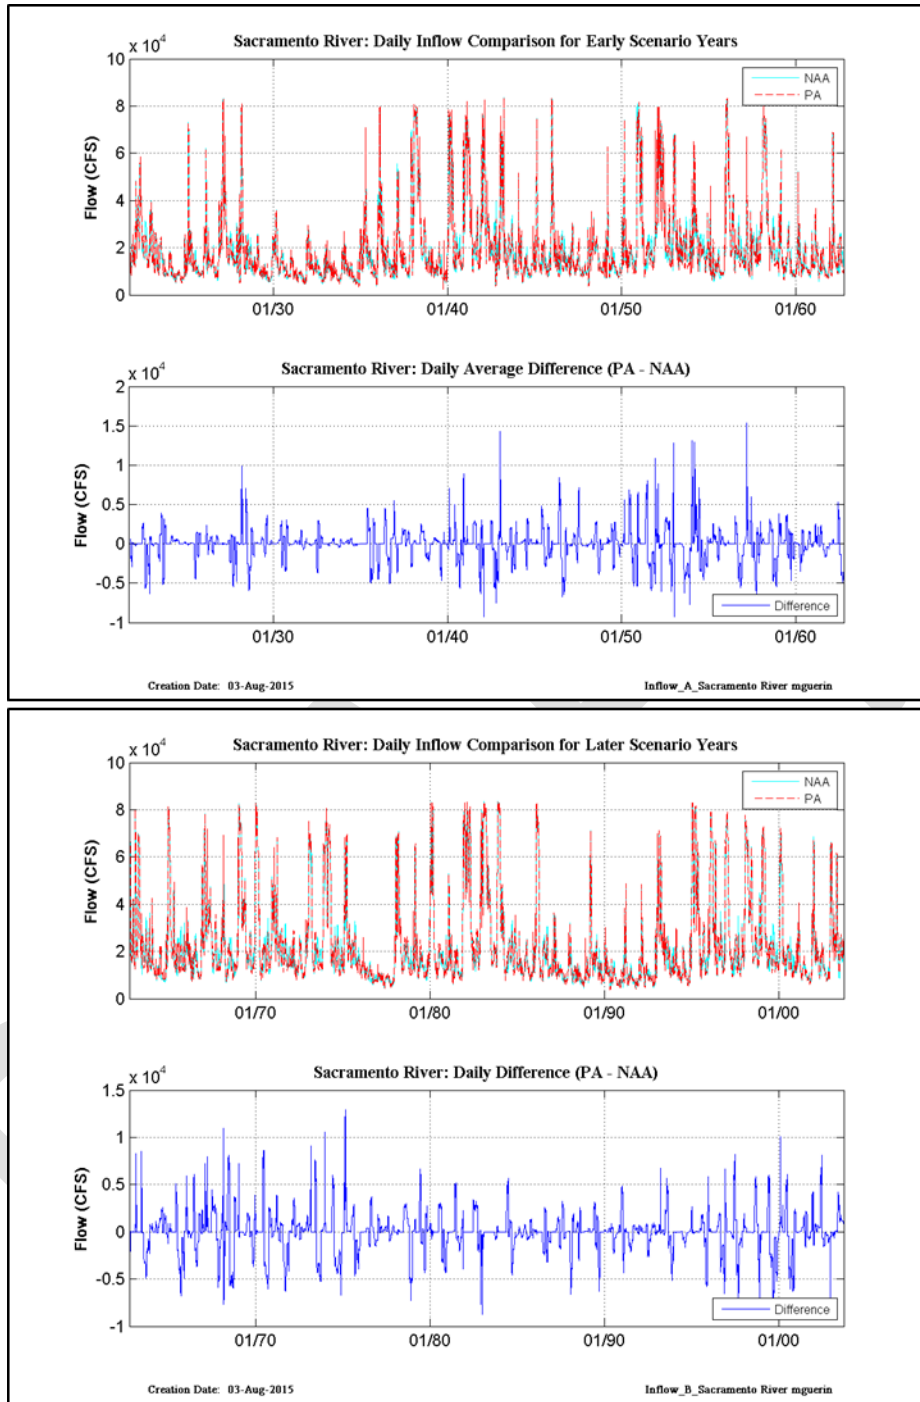 Sacramento River: Daily Inflow Comparison for Early Scenario Years
x 10^4
10
8
6
4
2
0
Flow (CFS)
NAA
PA
01/30
01/40
01/50
01/60
Sacramento River: Daily Average Difference (PA - NAA)
x 10^4
2
1.5
1
0.5
0
-0.5
-1
Flow (CFS)
Difference
01/30
01/40
01/50
01/60
Creation Date: 03-Aug-2015
Inflow_A_Sacramento River mguerin
Sacramento River: Daily Inflow Comparison for Later Scenario Years
x 10^4
10
8
6
4
2
0
Flow (CFS)
NAA
PA
01/70
01/80
01/90
01/00
Sacramento River: Daily Difference (PA - NAA)
x 10^4
1.5
1
0.5
0
-0.5
-1
Flow (CFS)
Difference
01/70
01/80
01/90
01/00
Creation Date: 03-Aug-2015
Inflow_B_Sacramento River mguerin